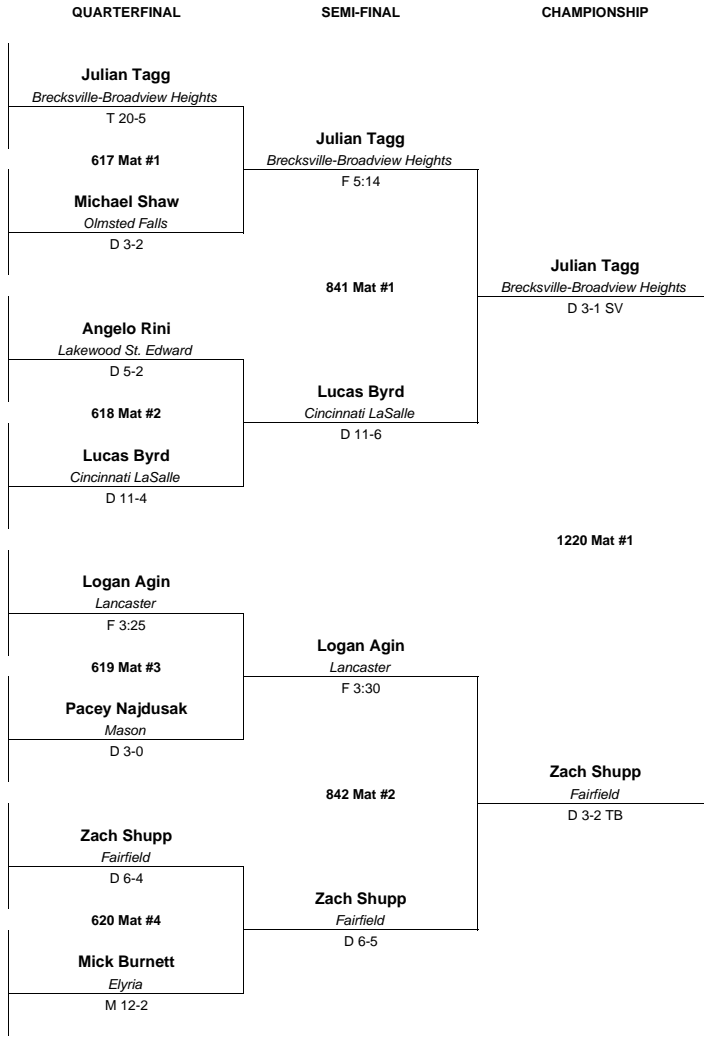 QUARTERFINAL SEMI-FINAL CHAMPIONSHIP
Julian Tagg
Brecksville-Broadview Heights
T 20-5
617 Mat #1
Michael Shaw
Olmsted Falls
D 3-2
Angelo Rini
Lakewood St. Edward
D 5-2
618 Mat #2
Lucas Byrd
Cincinnati LaSalle
D 11-4
Logan Agin
Lancaster
F 3:25
619 Mat #3
Pacey Najdusak
Mason
D 3-0
Zach Shupp
Fairfield
D 6-4
620 Mat #4
Mick Burnett
Elyria
M 12-2
Julian Tagg
Brecksville-Broadview Heights
F 5:14
841 Mat #1
Lucas Byrd
Cincinnati LaSalle
D 11-6
Logan Agin
Lancaster
F 3:30
842 Mat #2
Zach Shupp
Fairfield
D 6-5
Julian Tagg
Brecksville-Broadview Heights
D 3-1 SV
1220 Mat #1
Zach Shupp
Fairfield
D 3-2 TB